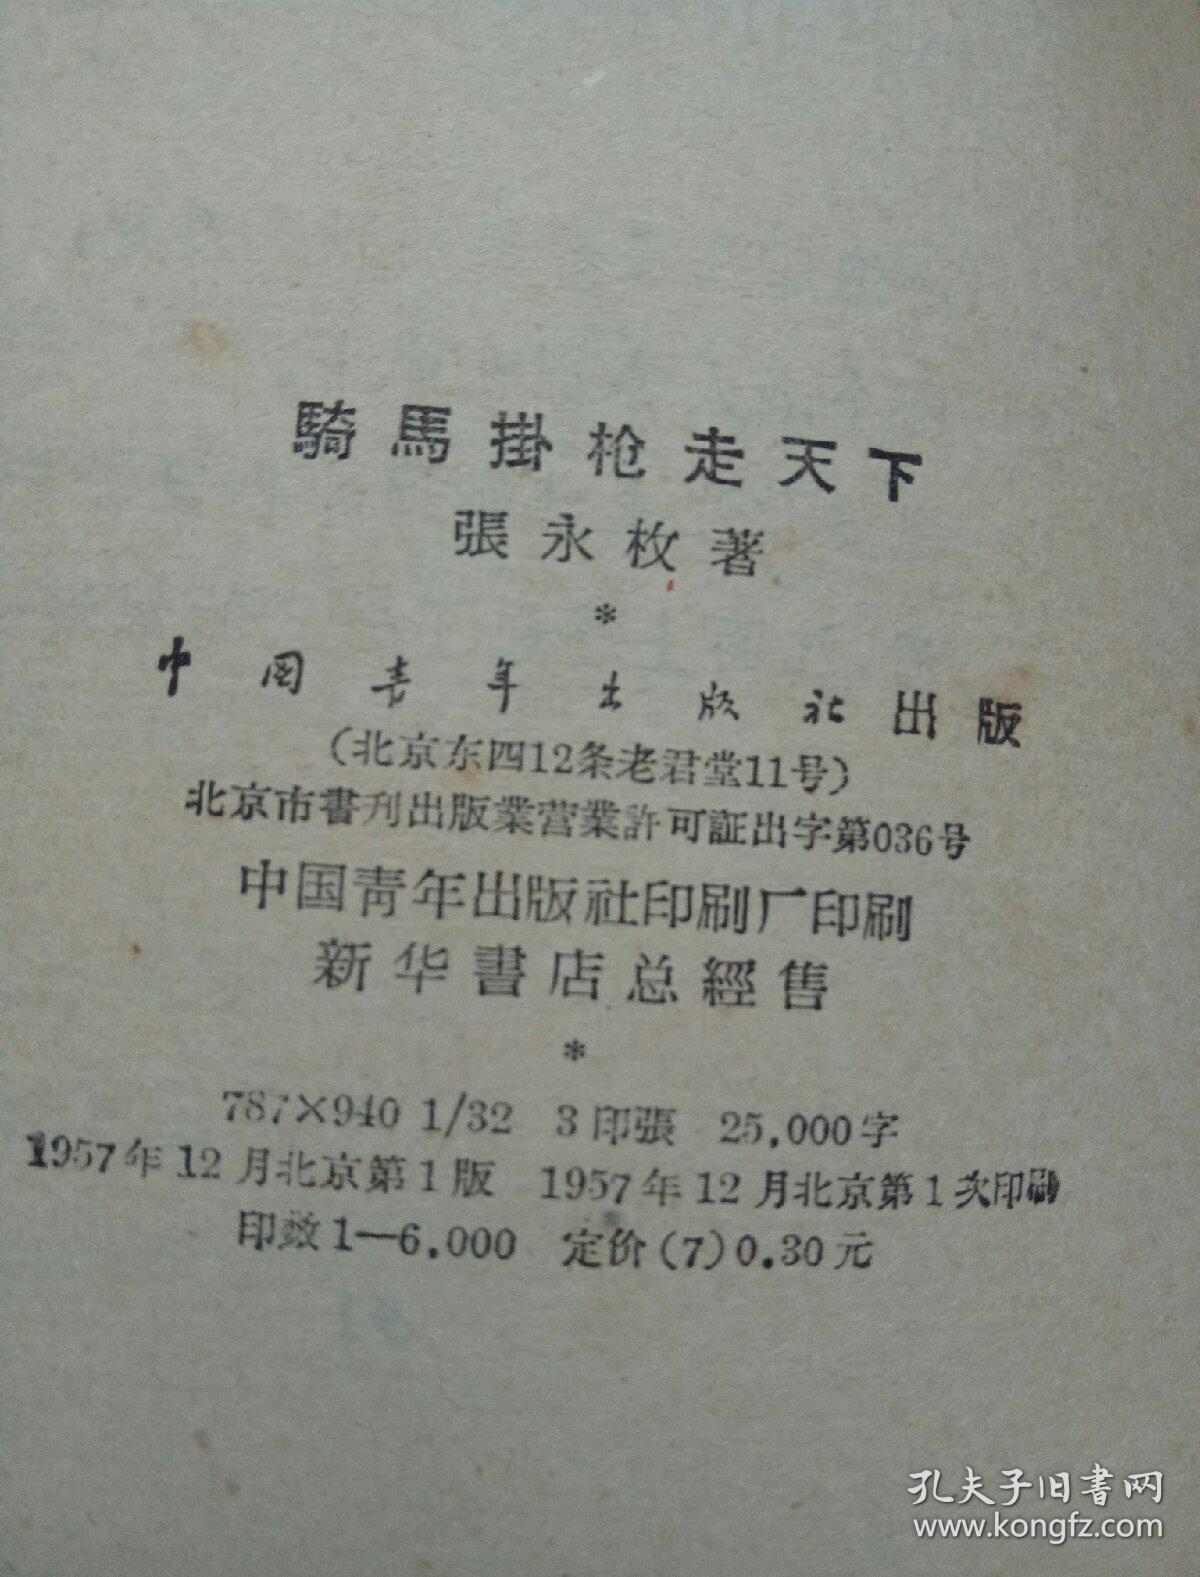 騎馬掛枪走天下
張永枚著
*
中国青年出版社出版
(北京东四12条老君堂11号)
北京市書刊出版業营業許可証出字第036号
中国靑年出版社印刷厂印刷
新华書店总經售
*
787×940 1/32 3印張 25,000字
1957年12月北京第1版 1957年12月北京第1次印刷
印数1—6,000 定价(7)0.30元
孔夫子旧书网
www.kongfz.com